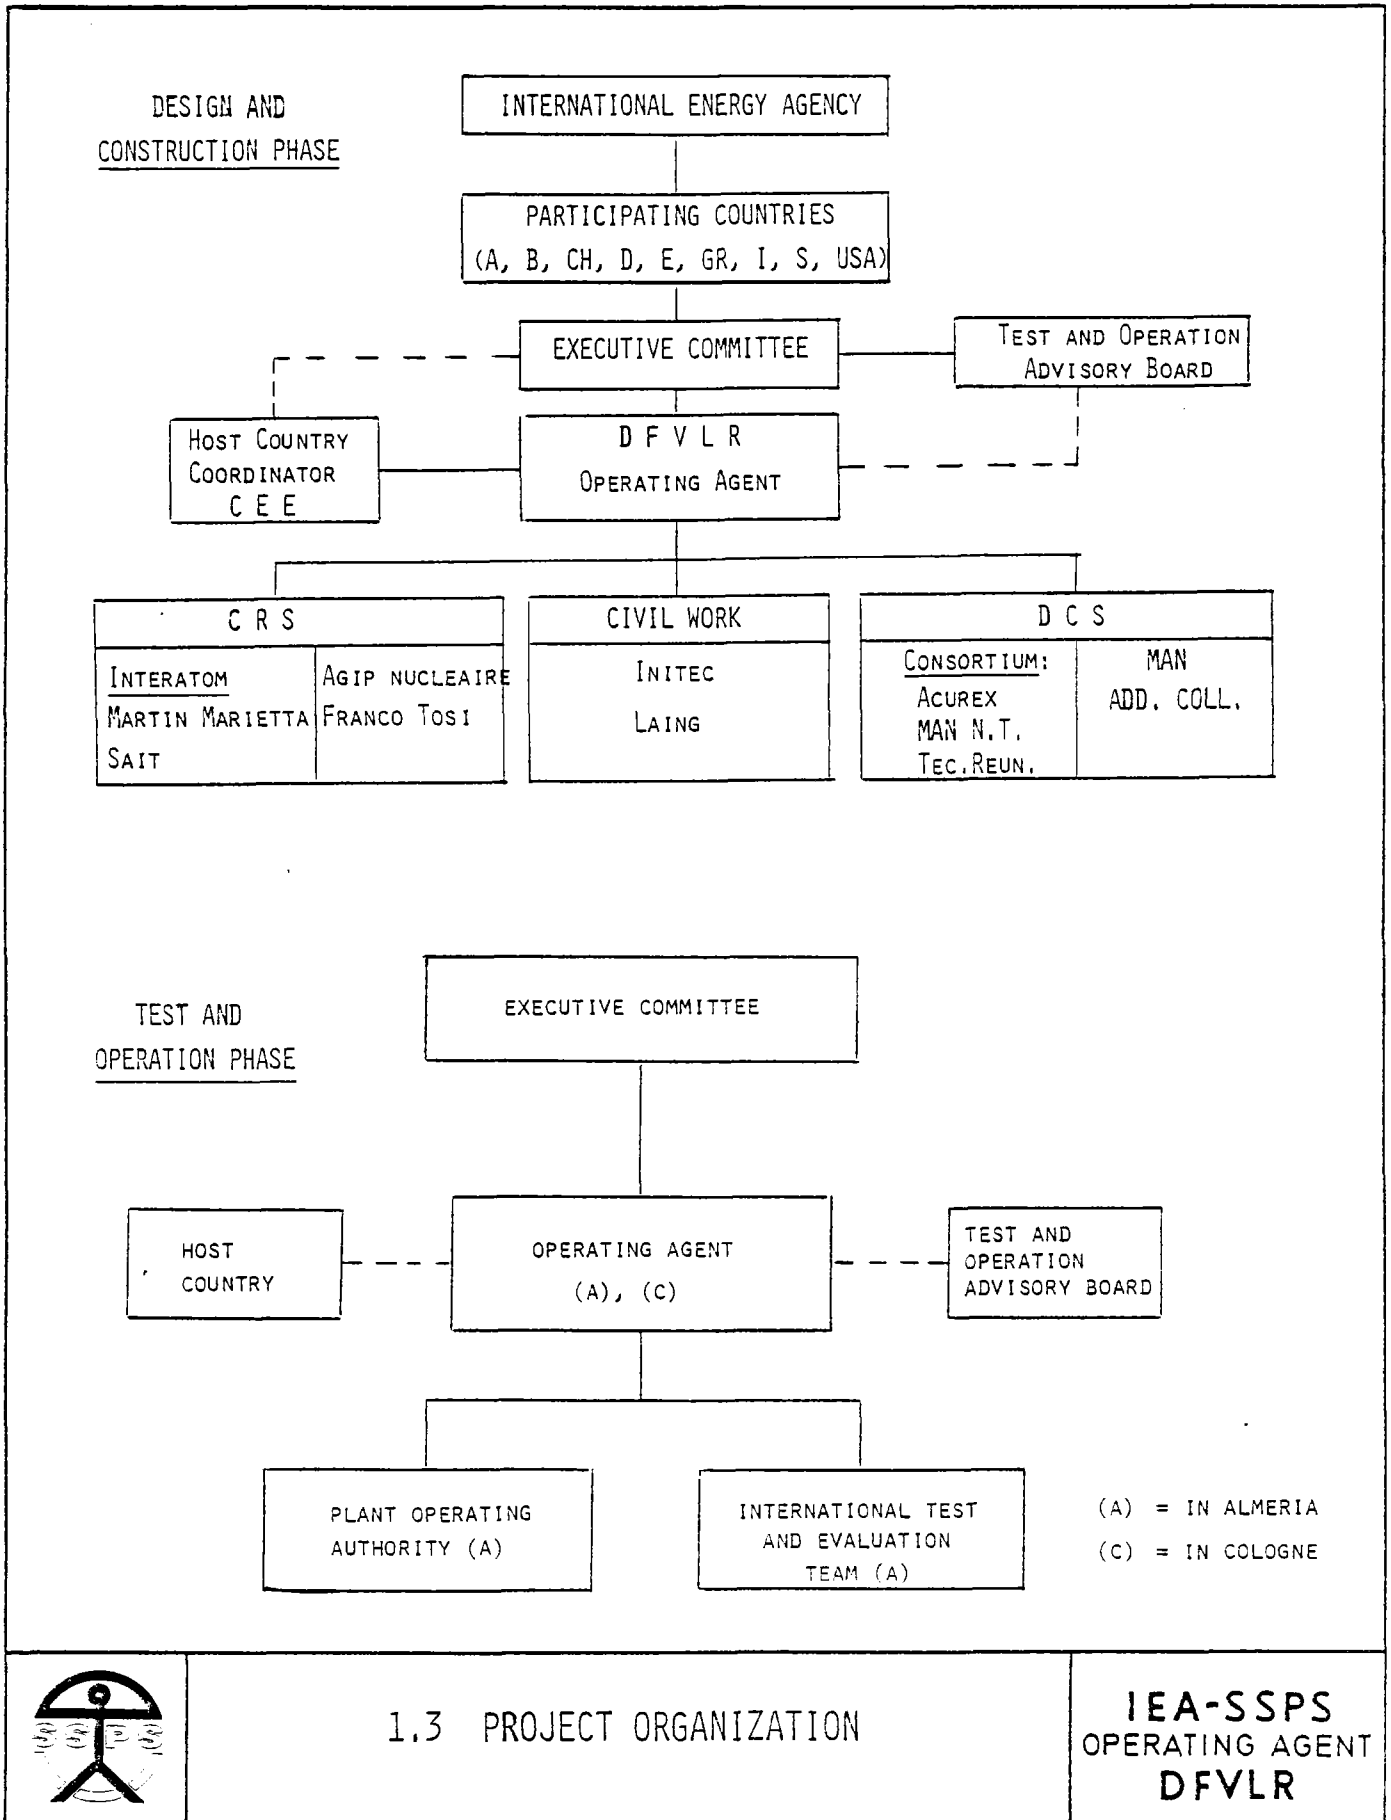 DESIGN AND
CONSTRUCTION PHASE
INTERNATIONAL ENERGY AGENCY
PARTICIPATING COUNTRIES
(A, B, CH, D, E, GR, I, S, USA)
EXECUTIVE COMMITTEE
TEST AND OPERATION
ADVISORY BOARD
HOST COUNTRY
COORDINATOR
C E E
D F V L R
OPERATING AGENT
C R S
INTERATOM
MARTIN MARIETTA
SAIT
AGIP NUCLEAIRE
FRANCO TOSI
CIVIL WORK
INITEC
LAING
D C S
CONSORTIUM:
ACUREX
MAN N.T.
TEC.REUN.
MAN
ADD. COLL.
TEST AND
OPERATION PHASE
EXECUTIVE COMMITTEE
HOST
COUNTRY
OPERATING AGENT
(A), (C)
TEST AND
OPERATION
ADVISORY BOARD
PLANT OPERATING
AUTHORITY (A)
INTERNATIONAL TEST
AND EVALUATION
TEAM (A)
(A) = IN ALMERIA
(C) = IN COLOGNE
SSPS
1.3 PROJECT ORGANIZATION
IEA-SSPS
OPERATING AGENT
DFVLR